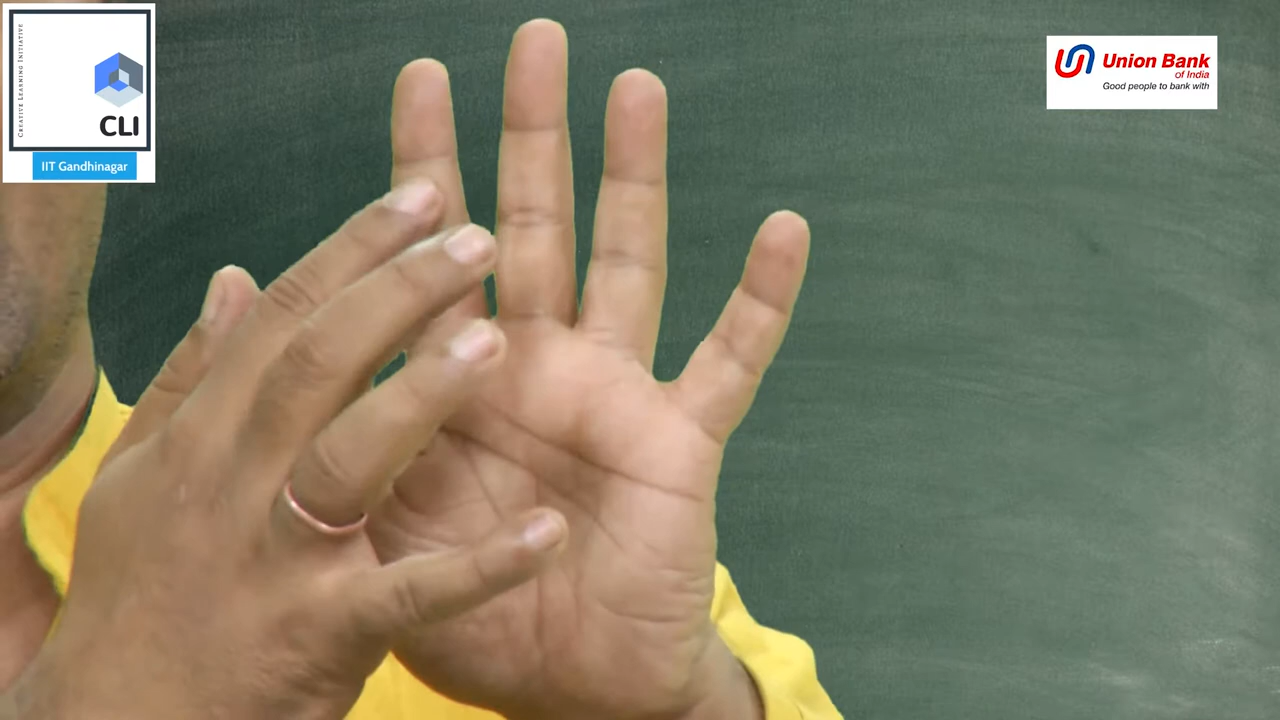 CREATIVE LEARNING INITIATIVE
CLI
IIT Gandhinagar
Union Bank
of India
Good people to bank with